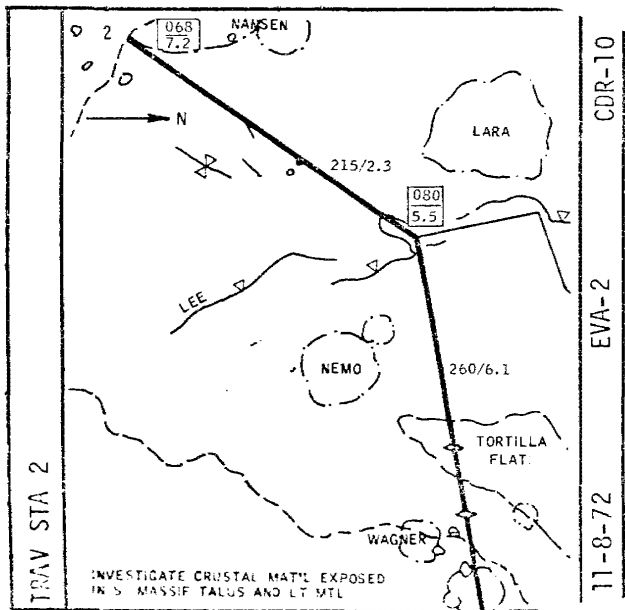 TRAV STA 2
CDR-10
EVA-2
11-8-72
2
068
7.2
NANSEN
N
LARA
215/2.3
080
5.5
LEE
NEMO
260/6.1
TORTILLA
FLAT
WAGNER
INVESTIGATE CRUSTAL MAT'L EXPOSED
IN S. MASSIF TALUS AND LT MTL